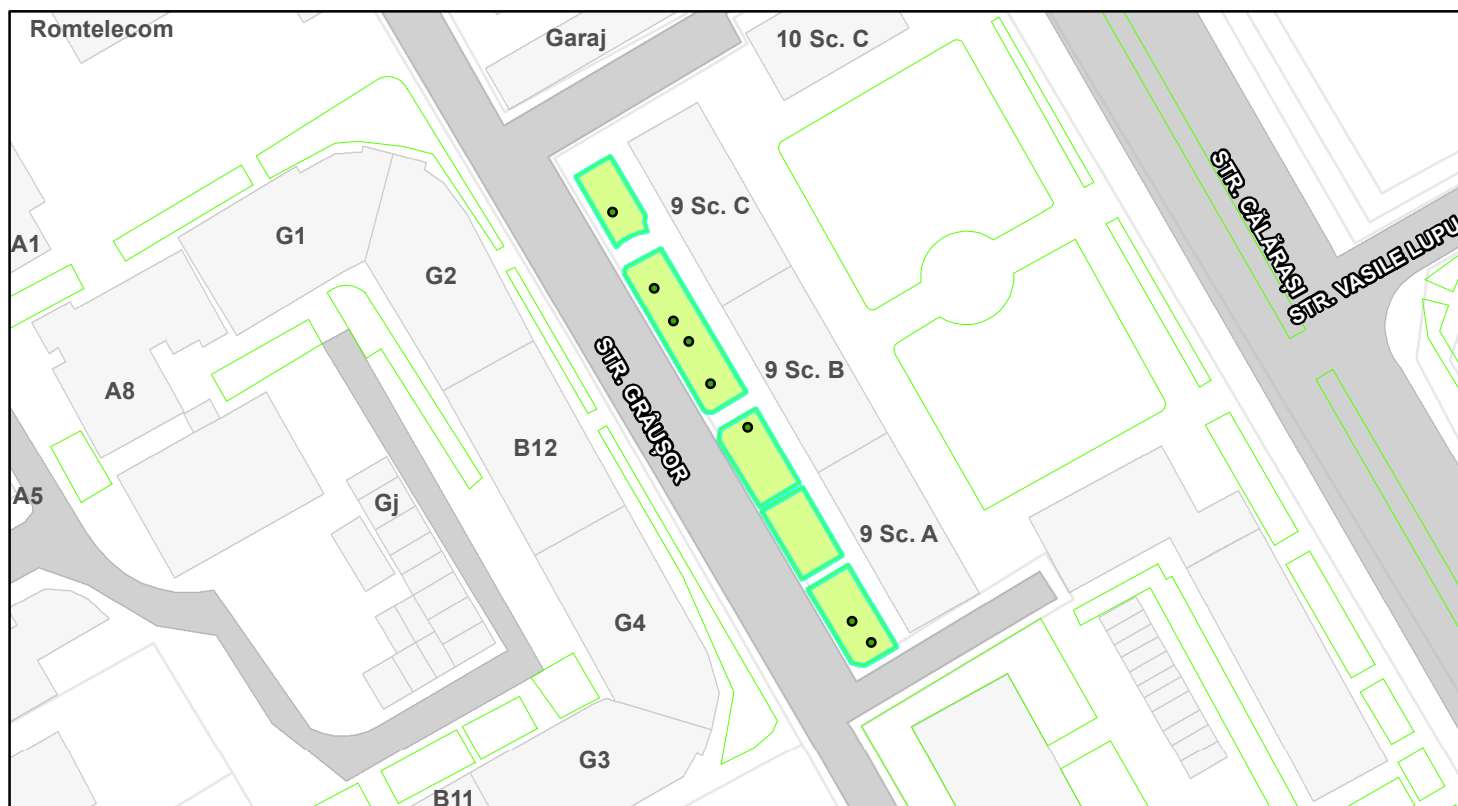 Romtelecom
Garaj
10 Sc. C
9 Sc. C
STR. CĂLĂRAȘI
STR. VASILE LUPU
A1
G1
G2
9 Sc. B
STR. GRÂUȘOR
A8
B12
A5
Gj
9 Sc. A
G4
G3
B11